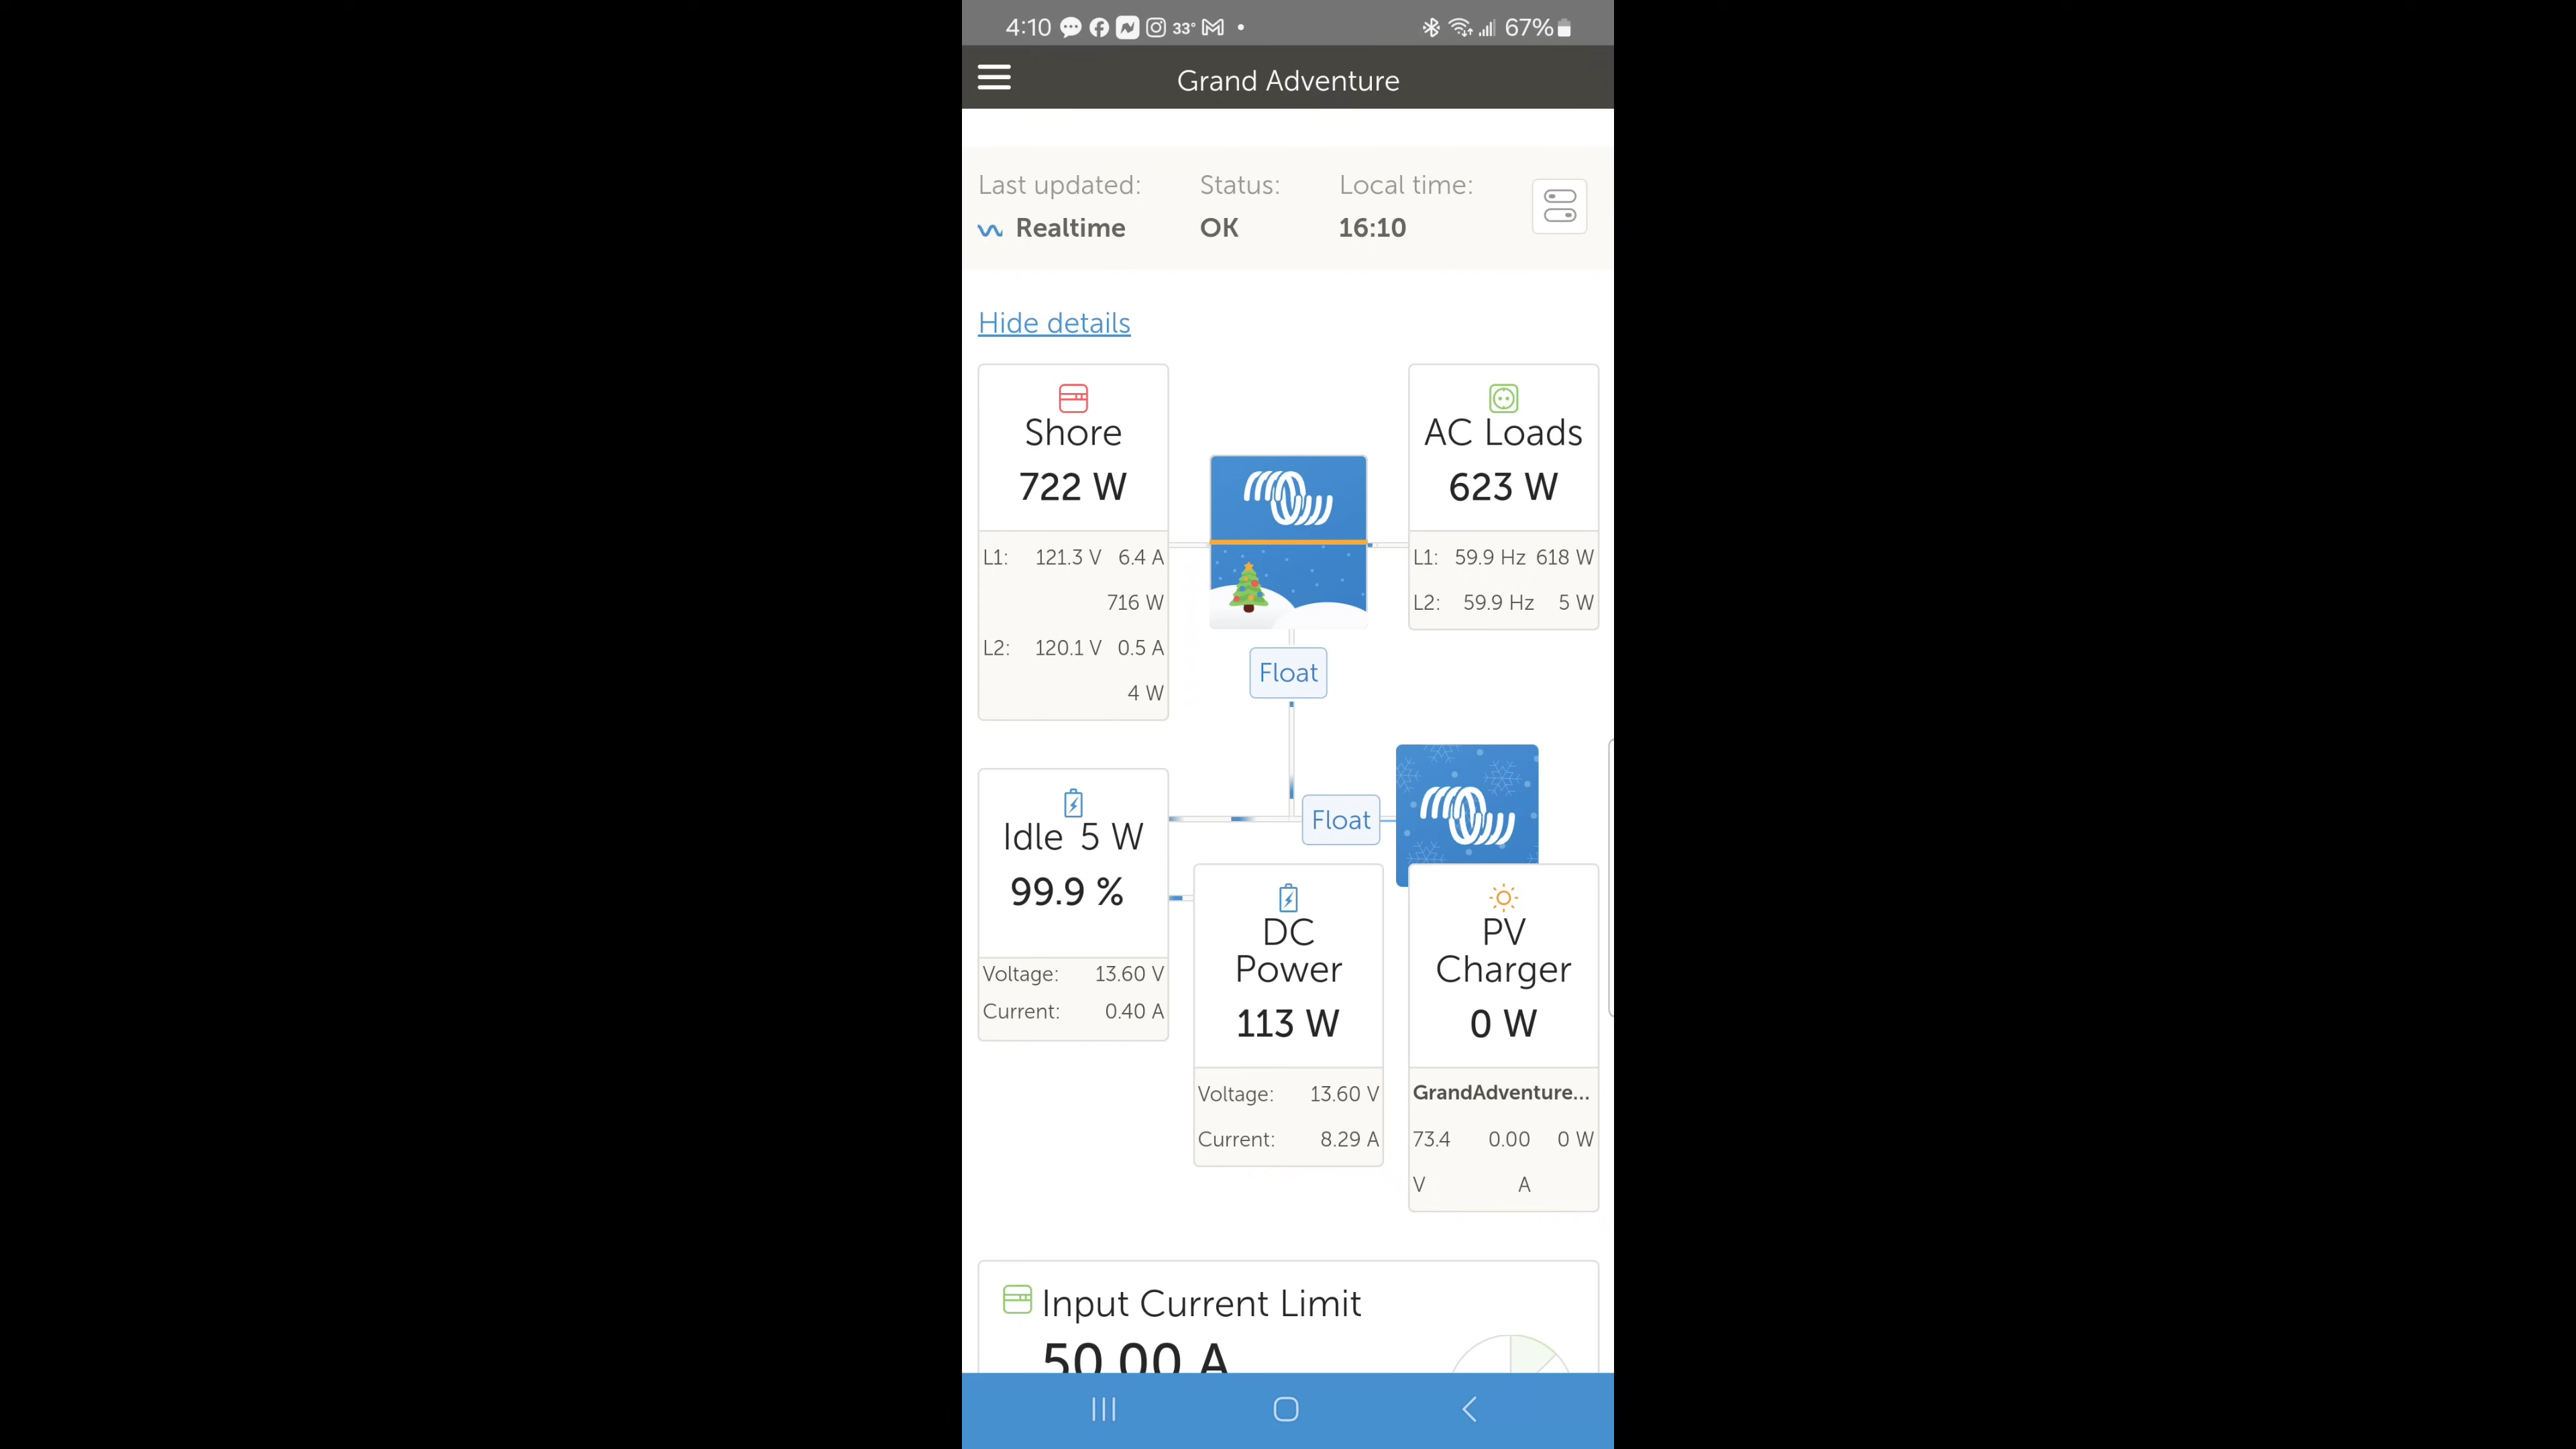 4:10 33° 67%
Grand Adventure
Last updated: Status: Local time:
Realtime OK 16:10
Hide details
Shore
722 W
L1: 121.3 V 6.4 A
716 W
L2: 120.1 V 0.5 A
4 W
AC Loads
623 W
L1: 59.9 Hz 618 W
L2: 59.9 Hz 5 W
Float
Idle 5 W
99.9 %
Voltage: 13.60 V
Current: 0.40 A
Float
DC
Power
113 W
Voltage: 13.60 V
Current: 8.29 A
PV
Charger
0 W
GrandAdventure...
73.4 0.00 0 W
V A
Input Current Limit
50.00 A